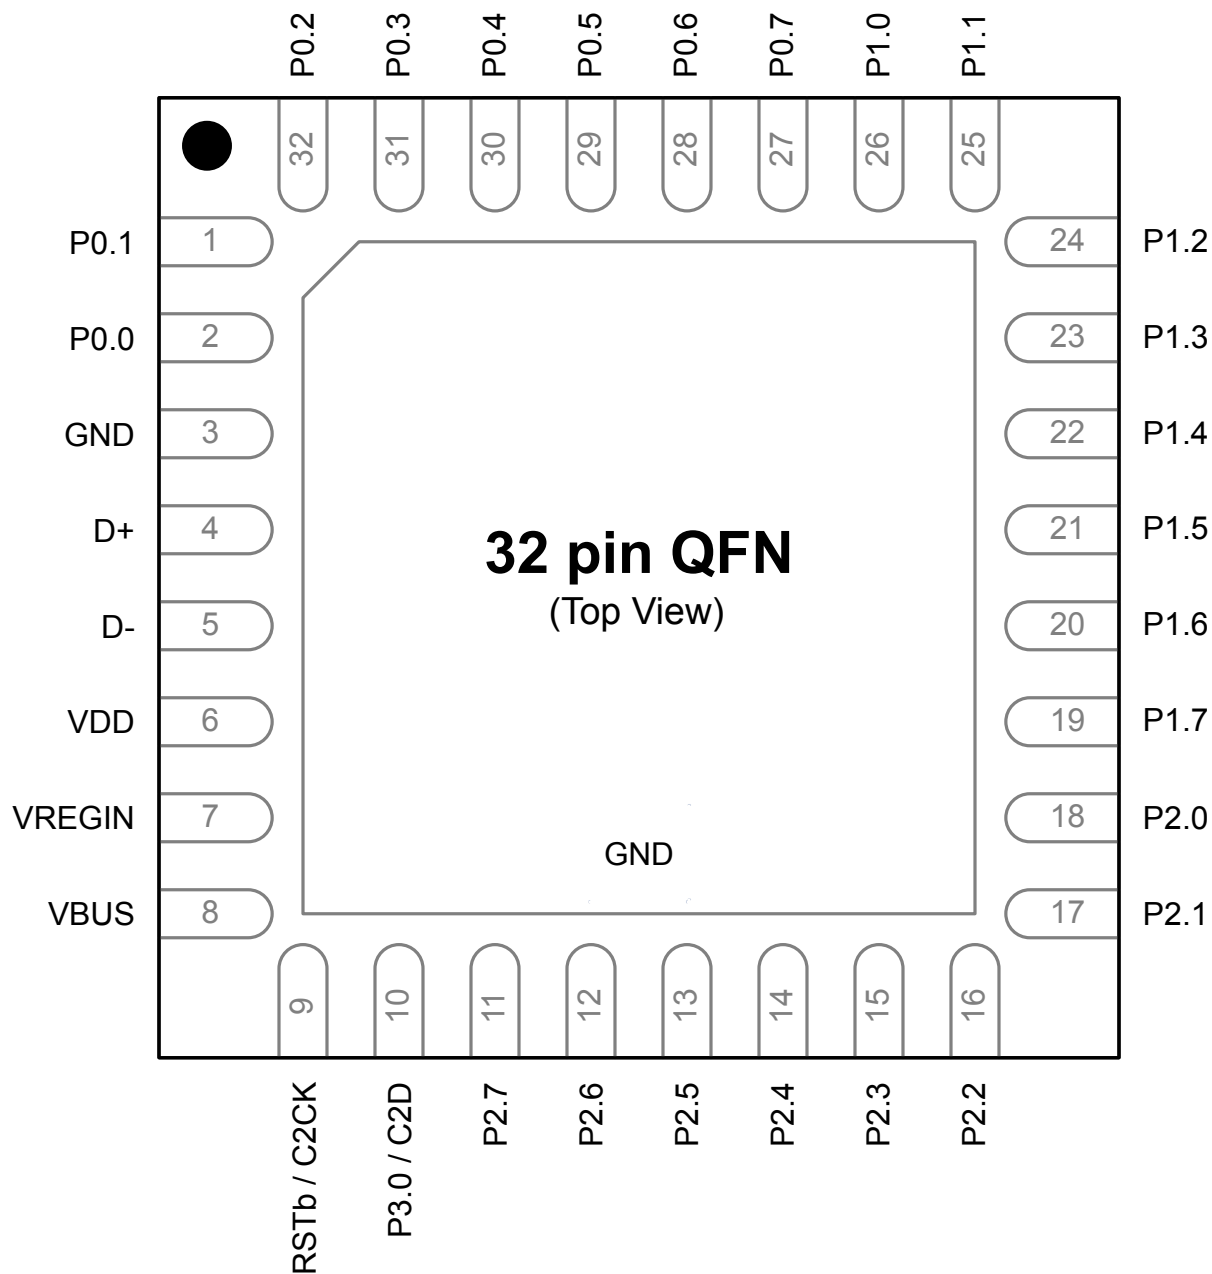 P0.2
P0.3
P0.4
P0.5
P0.6
P0.7
P1.0
P1.1
32
31
30
29
28
27
26
25
P0.1
1
24
P1.2
P0.0
2
23
P1.3
GND
3
22
P1.4
D+
4
21
P1.5
32 pin QFN
(Top View)
D-
5
20
P1.6
VDD
6
19
P1.7
VREGIN
7
18
P2.0
GND
VBUS
8
17
P2.1
9
10
11
12
13
14
15
16
RSTb / C2CK
P3.0 / C2D
P2.7
P2.6
P2.5
P2.4
P2.3
P2.2